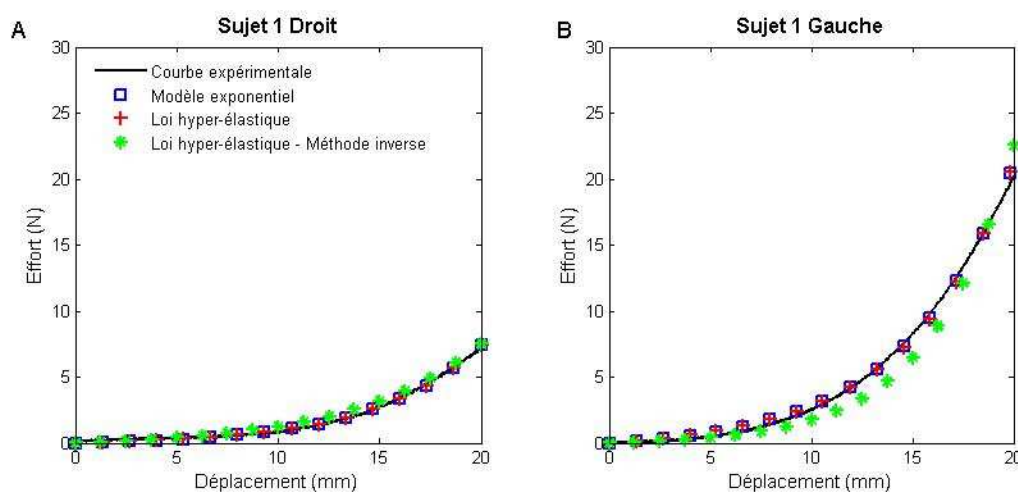 A
Sujet 1 Droit
30
25
20
15
10
5
0
Effort (N)
Courbe expérimentale
Modèle exponentiel
Loi hyper-élastique
Loi hyper-élastique - Méthode inverse
0 5 10 15 20
Déplacement (mm)
B
Sujet 1 Gauche
30
25
20
15
10
5
0
Effort (N)
0 5 10 15 20
Déplacement (mm)